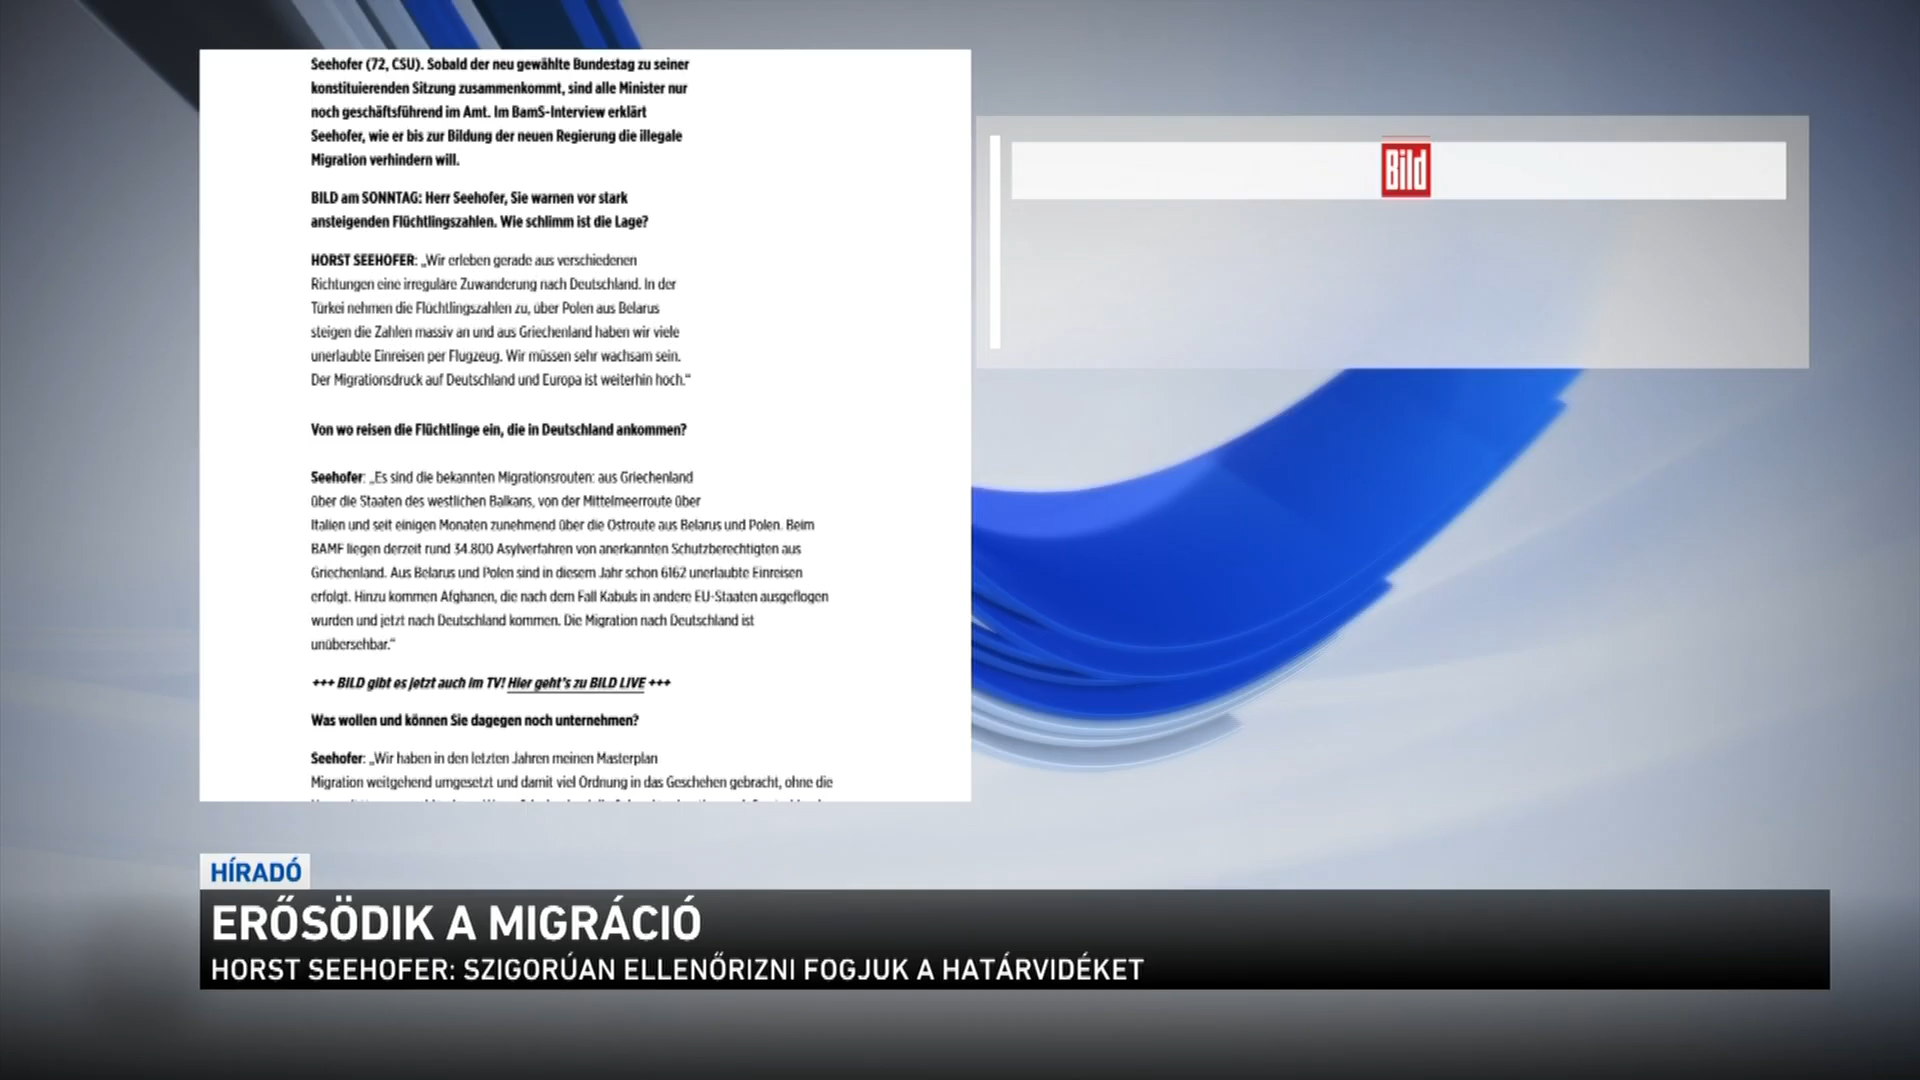 Seehofer (72, CSU). Sobald der neu gewählte Bundestag zu seiner
konstituierenden Sitzung zusammenkommt, sind alle Minister nur
noch geschäftsführend im Amt. Im BamS-Interview erklärt
Seehofer, wie er bis zur Bildung der neuen Regierung die illegale
Migration verhindern will.
BILD am SONNTAG: Herr Seehofer, Sie warnen vor stark
ansteigenden Flüchtlingszahlen. Wie schlimm ist die Lage?
HORST SEEHOFER: „Wir erleben gerade aus verschiedenen
Richtungen eine irreguläre Zuwanderung nach Deutschland. In der
Türkei nehmen die Flüchtlingszahlen zu, über Polen aus Belarus
steigen die Zahlen massiv an und aus Griechenland haben wir viele
unerlaubte Einreisen per Flugzeug. Wir müssen sehr wachsam sein.
Der Migrationsdruck auf Deutschland und Europa ist weiterhin hoch.“
Von wo reisen die Flüchtlinge ein, die in Deutschland ankommen?
Seehofer: „Es sind die bekannten Migrationsrouten: aus Griechenland
über die Staaten des westlichen Balkans, von der Mittelmeerroute über
Italien und seit einigen Monaten zunehmend über die Ostroute aus Belarus und Polen. Beim
BAMF liegen derzeit rund 34.800 Asylverfahren von anerkannten Schutzberechtigten aus
Griechenland. Aus Belarus und Polen sind in diesem Jahr schon 6162 unerlaubte Einreisen
erfolgt. Hinzu kommen Afghanen, die nach dem Fall Kabuls in andere EU-Staaten ausgeflogen
wurden und jetzt nach Deutschland kommen. Die Migration nach Deutschland ist
unübersehbar.“
+++ BILD gibt es jetzt auch im TV! Hier geht's zu BILD LIVE +++
Was wollen und können Sie dagegen noch unternehmen?
Seehofer: „Wir haben in den letzten Jahren meinen Masterplan
Migration weitgehend umgesetzt und damit viel Ordnung in das Geschehen gebracht, ohne die
Bild
HÍRADÓ
ERŐSÖDIK A MIGRÁCIÓ
HORST SEEHOFER: SZIGORÚAN ELLENŐRIZNI FOGJUK A HATÁRVIDÉKET